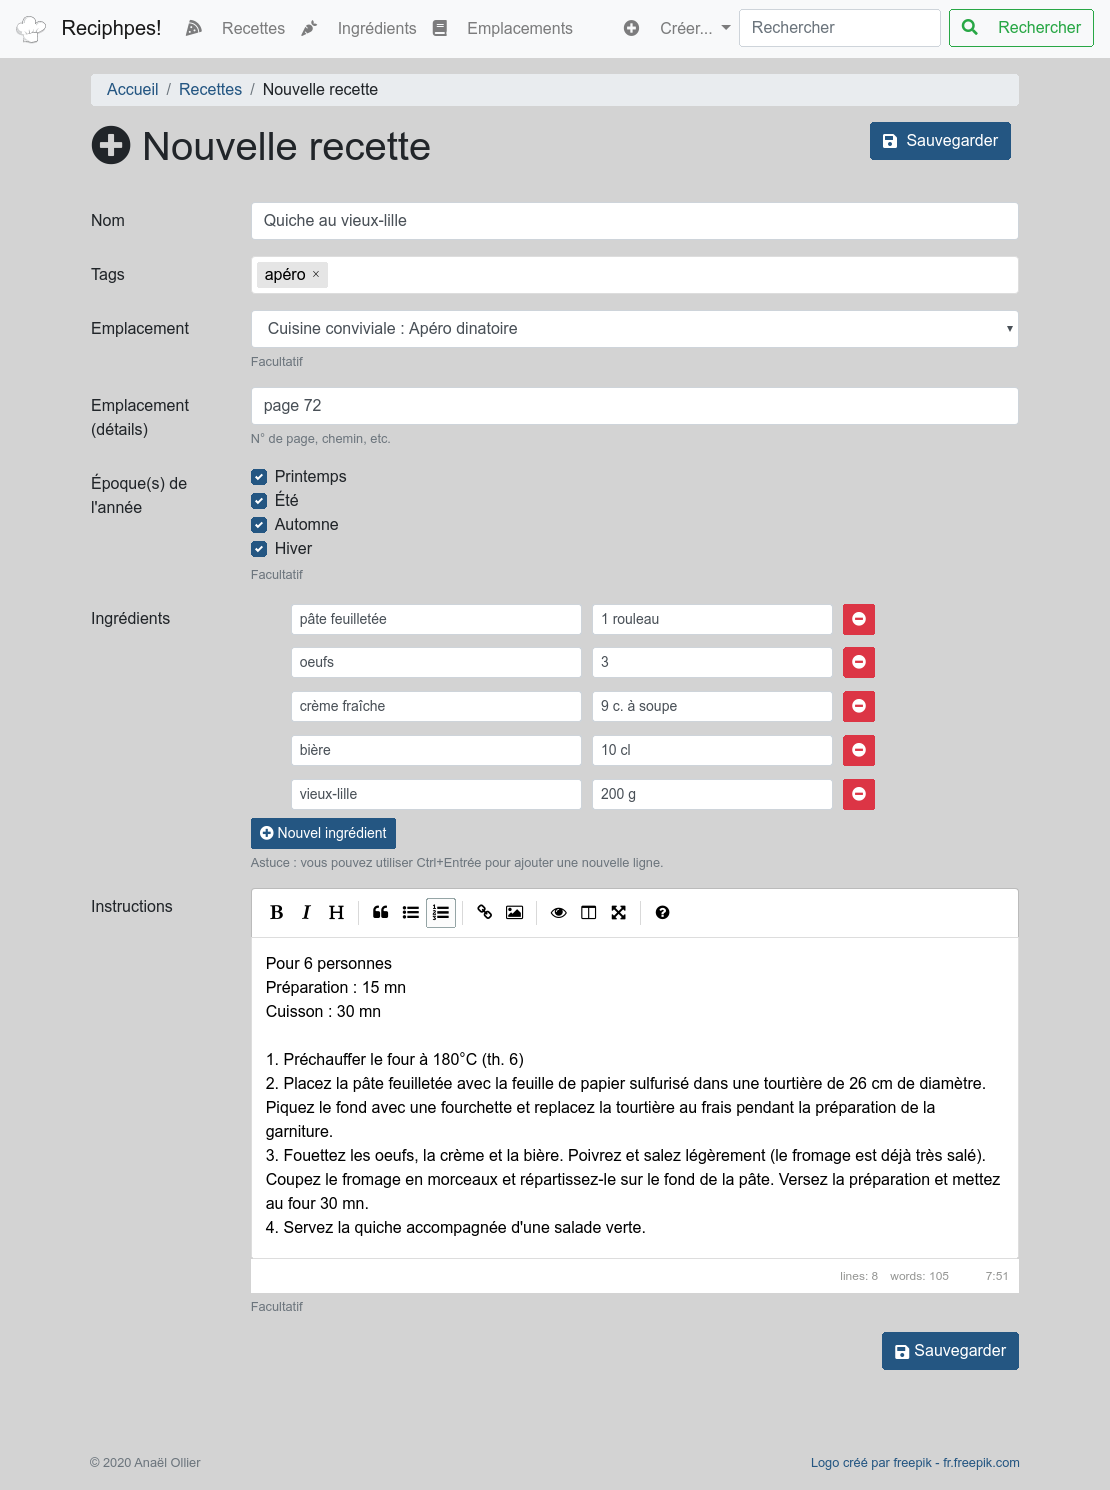 Reciphpes! Recettes Ingrédients Emplacements Créer... Rechercher Rechercher
Accueil / Recettes / Nouvelle recette
Nouvelle recette Sauvegarder
Nom Quiche au vieux-lille
Tags apéro ×
Emplacement Cuisine conviviale : Apéro dinatoire
Facultatif
Emplacement (détails) page 72
N° de page, chemin, etc.
Époque(s) de l'année
Printemps
Été
Automne
Hiver
Facultatif
Ingrédients
pâte feuilletée 1 rouleau
oeufs 3
crème fraîche 9 c. à soupe
bière 10 cl
vieux-lille 200 g
Nouvel ingrédient
Astuce : vous pouvez utiliser Ctrl+Entrée pour ajouter une nouvelle ligne.
Instructions
B I H
Pour 6 personnes
Préparation : 15 mn
Cuisson : 30 mn
1. Préchauffer le four à 180°C (th. 6)
2. Placez la pâte feuilletée avec la feuille de papier sulfurisé dans une tourtière de 26 cm de diamètre.
Piquez le fond avec une fourchette et replacez la tourtière au frais pendant la préparation de la
garniture.
3. Fouettez les oeufs, la crème et la bière. Poivrez et salez légèrement (le fromage est déjà très salé).
Coupez le fromage en morceaux et répartissez-le sur le fond de la pâte. Versez la préparation et mettez
au four 30 mn.
4. Servez la quiche accompagnée d'une salade verte.
lines: 8 words: 105 7:51
Facultatif
Sauvegarder
© 2020 Anaël Ollier Logo créé par freepik - fr.freepik.com